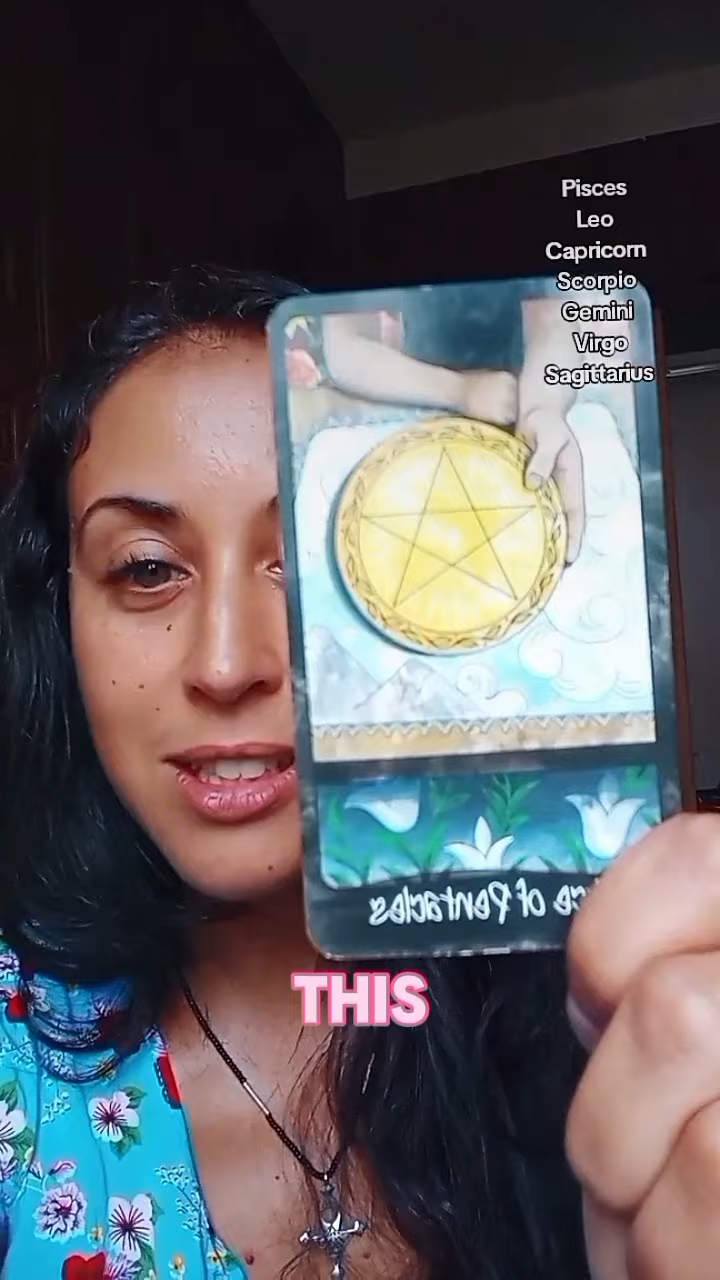 Pisces
Leo
Capricorn
Scorpio
Gemini
Virgo
Sagittarius
of Pentacles
THIS